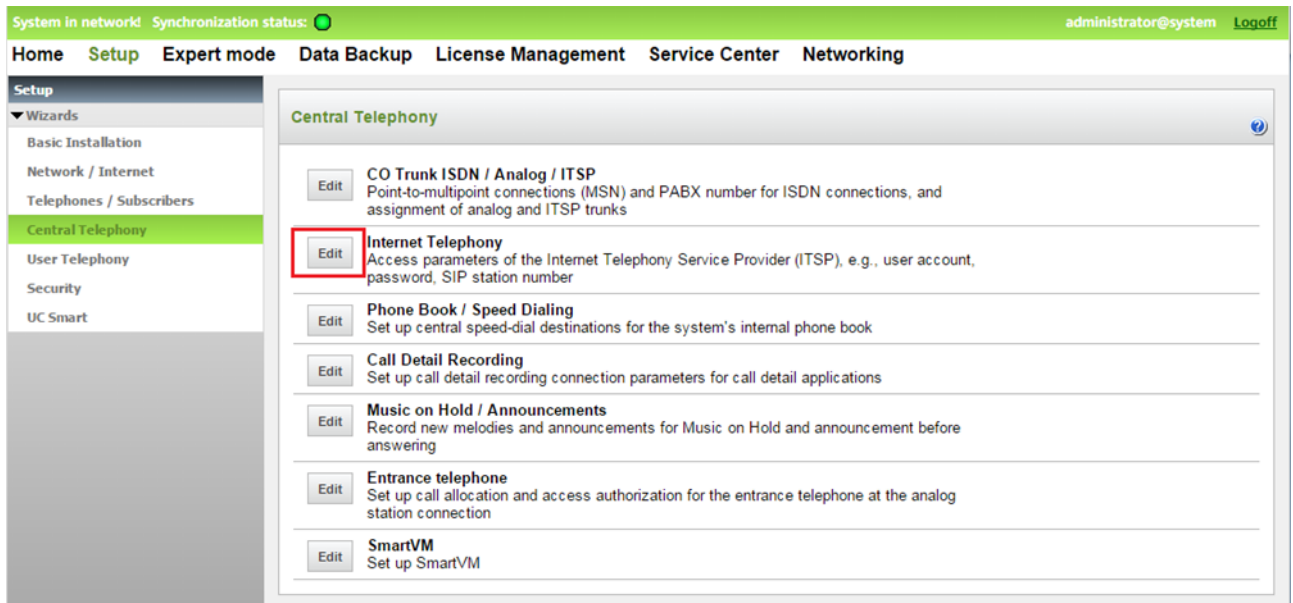 System in network! Synchronization status:
administrator@system Logoff
Home Setup Expert mode Data Backup License Management Service Center Networking
Setup
Wizards
Basic Installation
Network / Internet
Telephones / Subscribers
Central Telephony
User Telephony
Security
UC Smart
Central Telephony
?
Edit
CO Trunk ISDN / Analog / ITSP
Point-to-multipoint connections (MSN) and PABX number for ISDN connections, and
assignment of analog and ITSP trunks
Edit
Internet Telephony
Access parameters of the Internet Telephony Service Provider (ITSP), e.g., user account,
password, SIP station number
Edit
Phone Book / Speed Dialing
Set up central speed-dial destinations for the system's internal phone book
Edit
Call Detail Recording
Set up call detail recording connection parameters for call detail applications
Edit
Music on Hold / Announcements
Record new melodies and announcements for Music on Hold and announcement before
answering
Edit
Entrance telephone
Set up call allocation and access authorization for the entrance telephone at the analog
station connection
Edit
SmartVM
Set up SmartVM